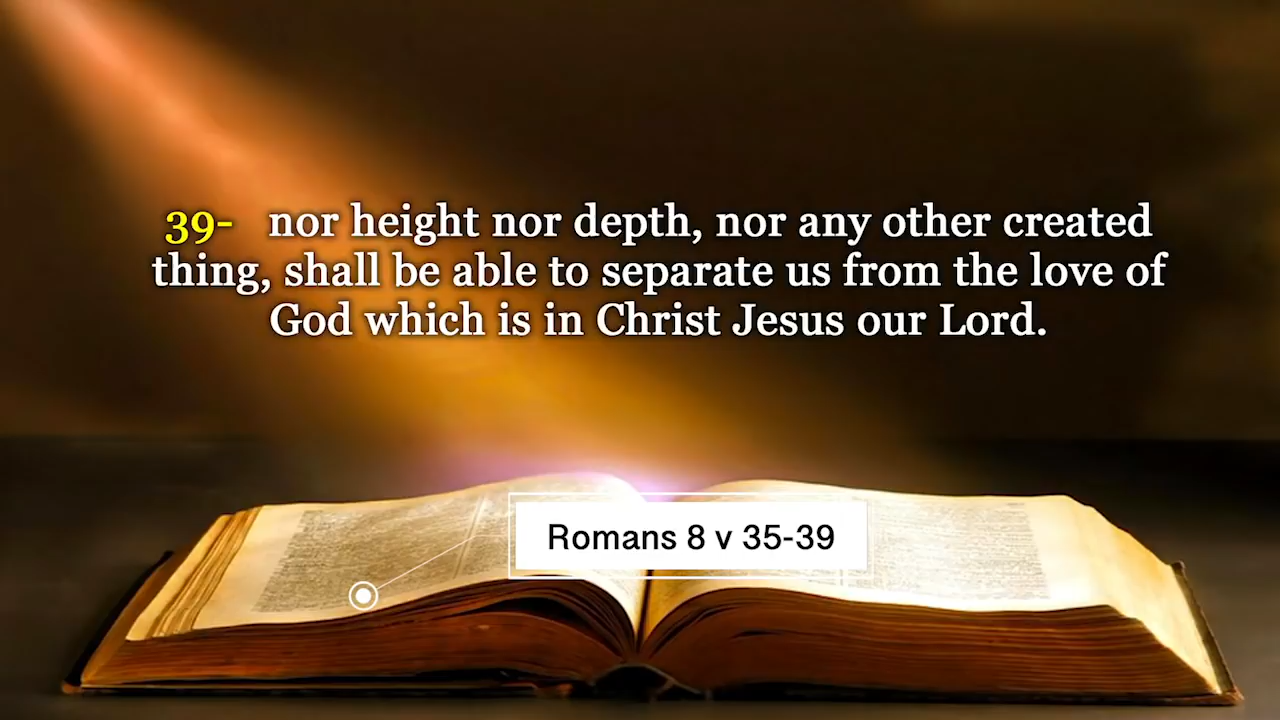 39- nor height nor depth, nor any other created
thing, shall be able to separate us from the love of
God which is in Christ Jesus our Lord.
Romans 8 v 35-39